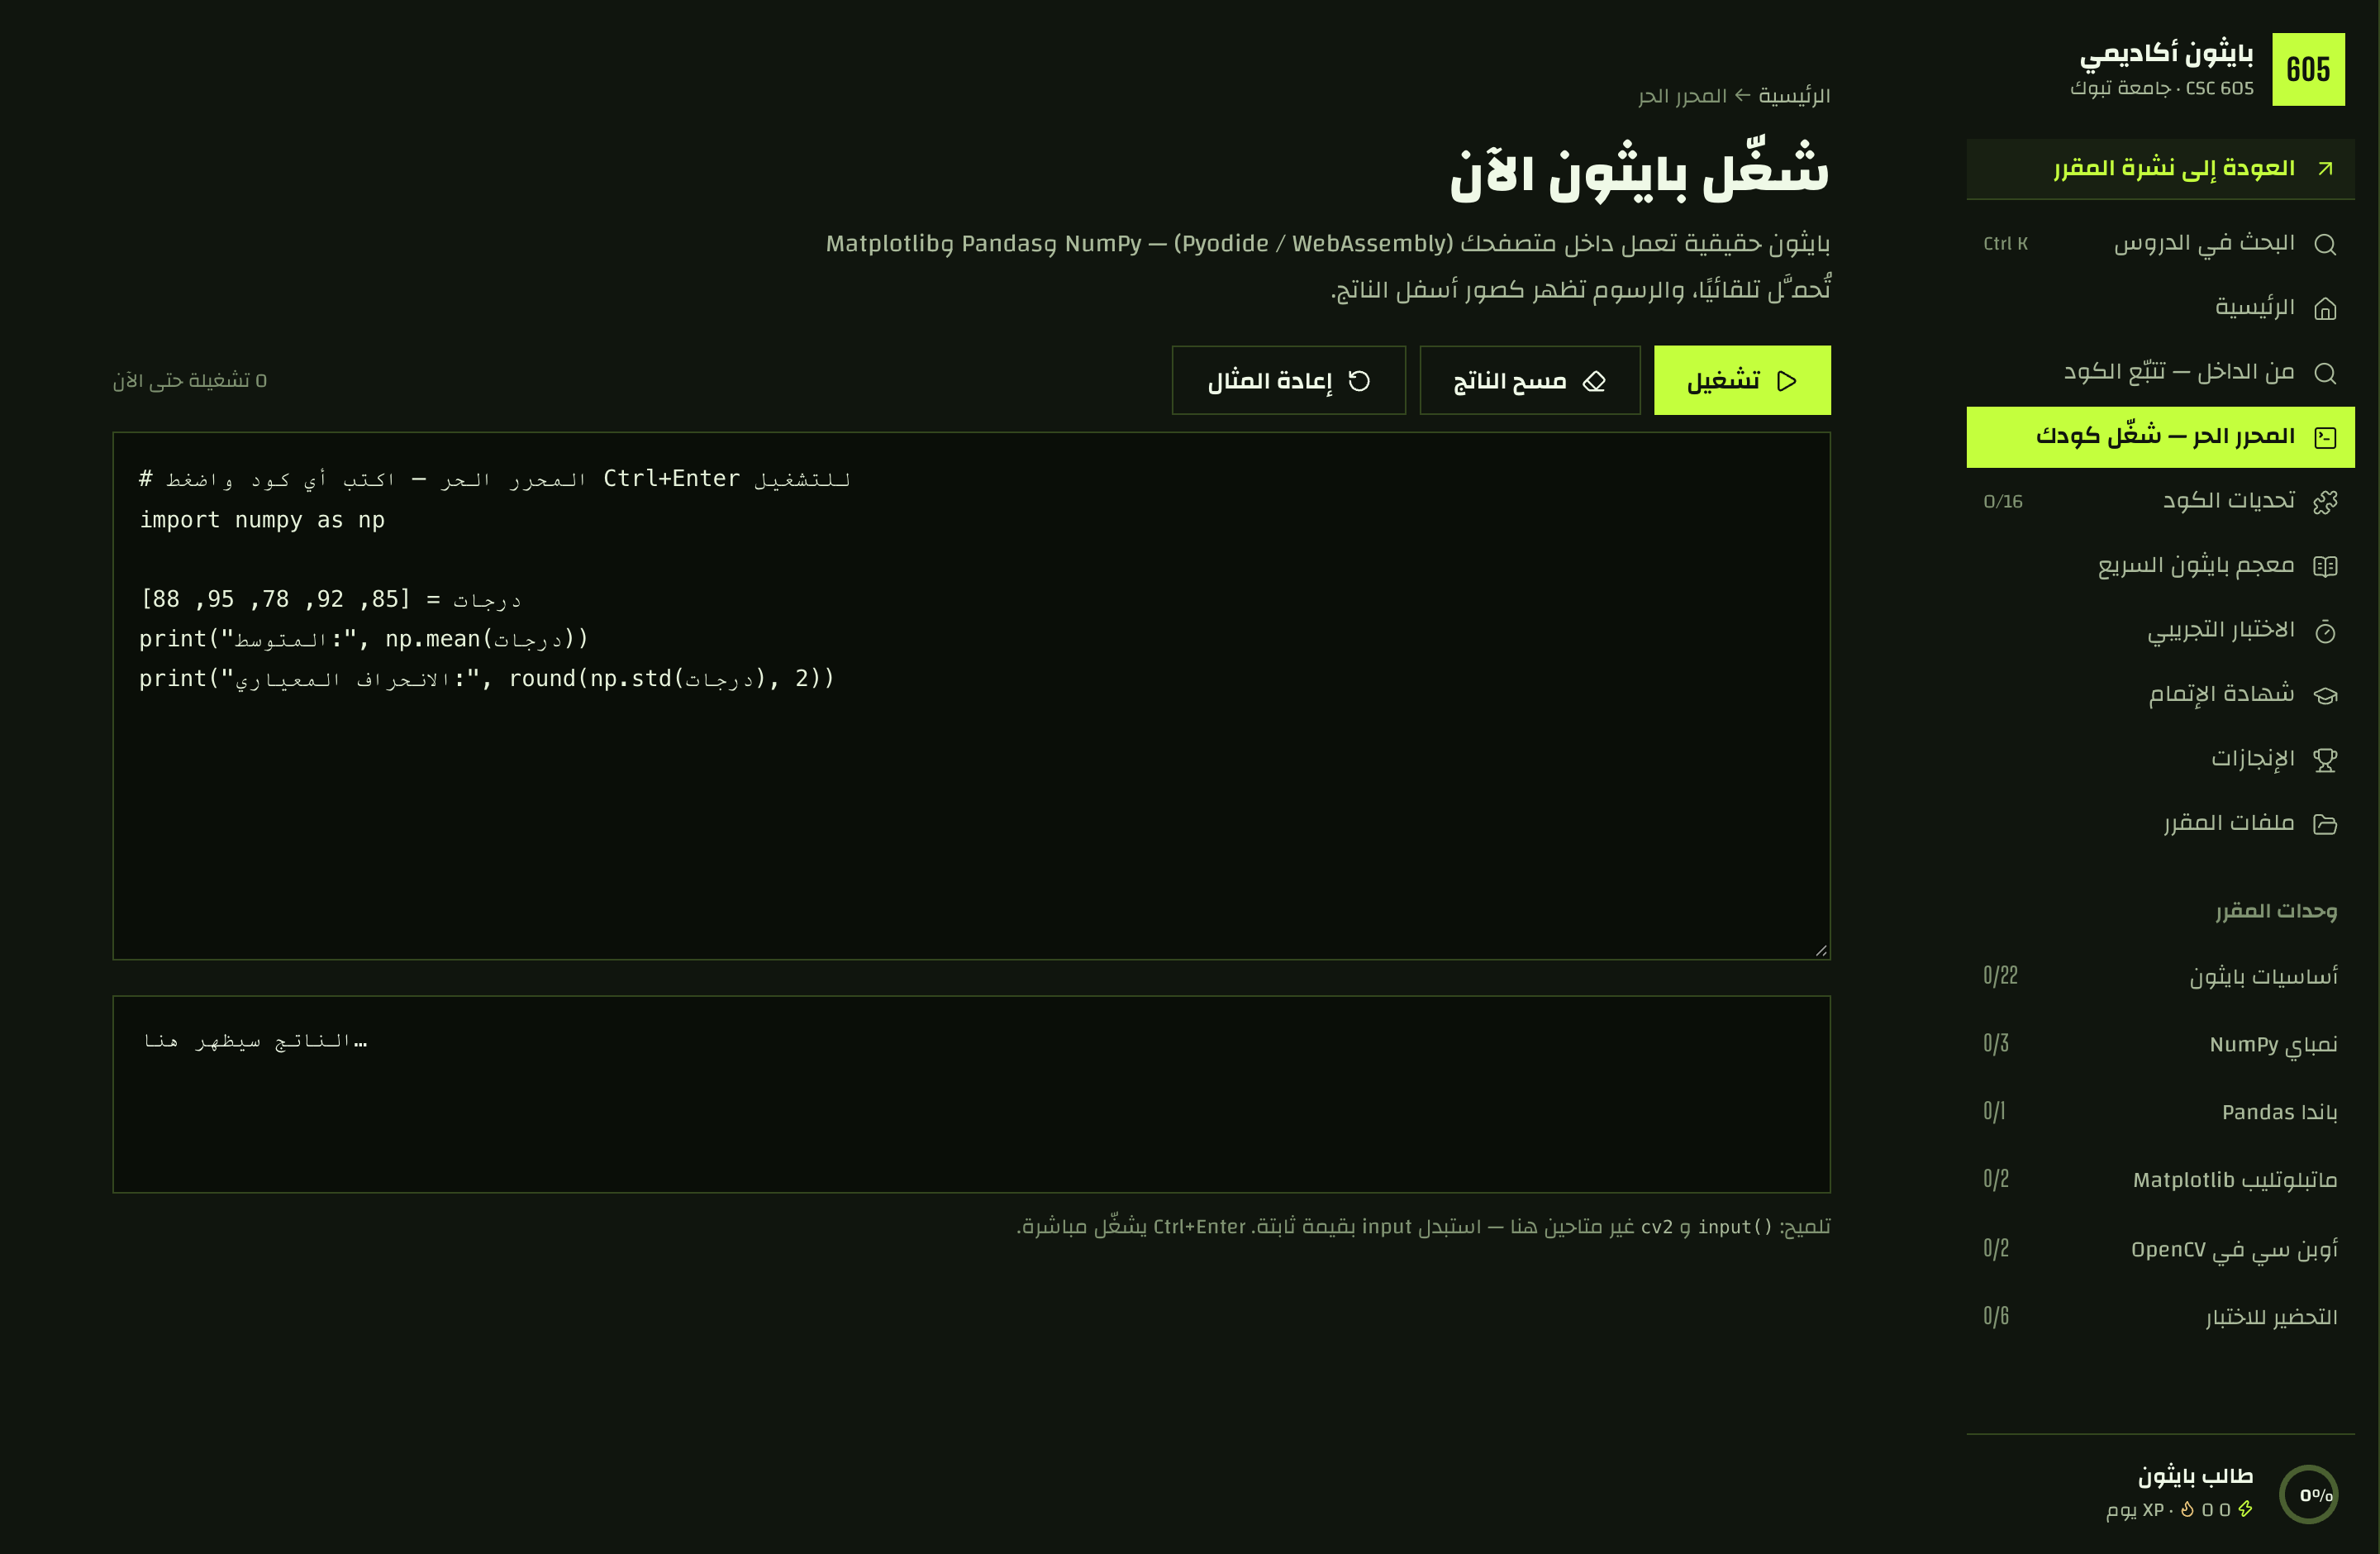 605
بايثون أكاديمي
CSC 605 · جامعة تبوك
العودة إلى نشرة المقرر
البحث في الدروس
Ctrl K
الرئيسية
من الداخل — تتبّع الكود
المحرر الحر — شغّل كودك
تحديات الكود
0/16
معجم بايثون السريع
الاختبار التجريبي
شهادة الإتمام
الإنجازات
ملفات المقرر
وحدات المقرر
أساسيات بايثون
0/22
نمباي NumPy
0/3
باندا Pandas
0/1
ماتبلوتليب Matplotlib
0/2
أوبن سي في OpenCV
0/2
التحضير للاختبار
0/6
0%
طالب بايثون
0 XP · 0 يوم
الرئيسية ← المحرر الحر
شغّل بايثون الآن
بايثون حقيقية تعمل داخل متصفحك (Pyodide / WebAssembly) — NumPy وPandas وMatplotlib
تُحمَّل تلقائيًا، والرسوم تظهر كصور أسفل الناتج.
تشغيل
مسح الناتج
إعادة المثال
0 تشغيلة حتى الآن
# المحرر الحر — اكتب أي كود واضغط Ctrl+Enter للتشغيل
import numpy as np
درجات = [85, 92, 78, 95, 88]
print("المتوسط:", np.mean(درجات))
print("الانحراف المعياري:", round(np.std(درجات), 2))
الناتج سيظهر هنا…
تلميح: input() و cv2 غير متاحين هنا — استبدل input بقيمة ثابتة. Ctrl+Enter يشغّل مباشرة.